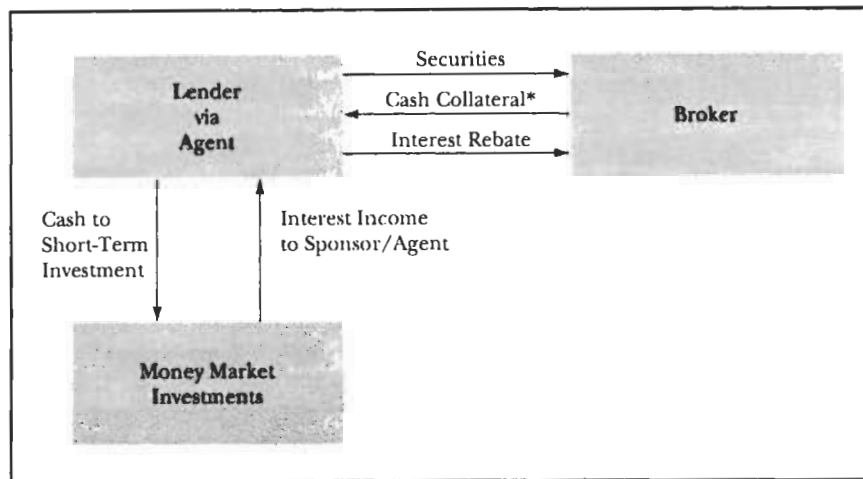 Securities
Lender
via
Agent
Cash Collateral*
Broker
Interest Rebate
Cash to
Short-Term
Investment
Interest Income
to Sponsor/Agent
Money Market
Investments